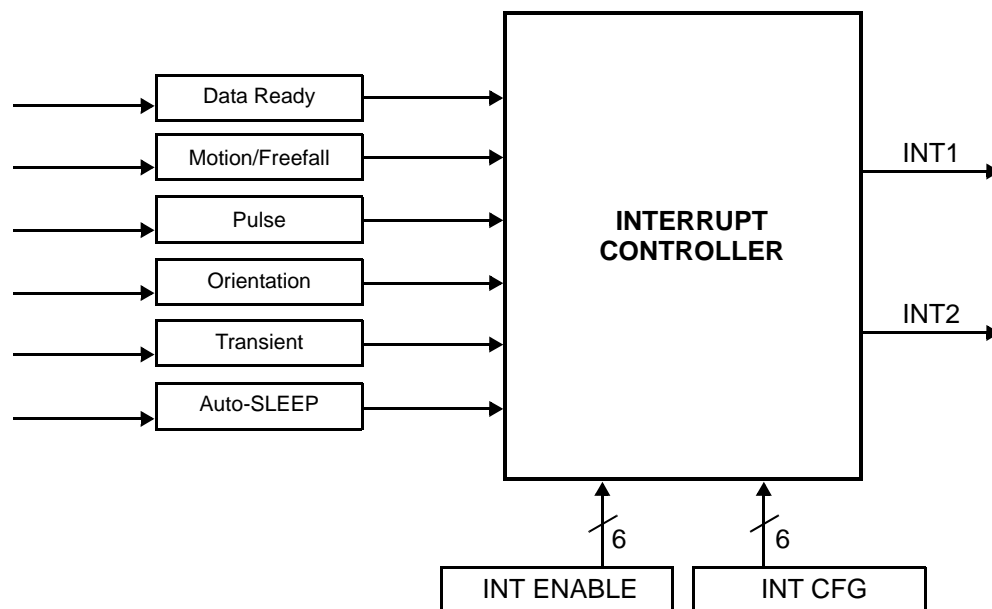 Data Ready
Motion/Freefall
Pulse
Orientation
Transient
Auto-SLEEP
INTERRUPT
CONTROLLER
INT1
INT2
6
6
INT ENABLE
INT CFG